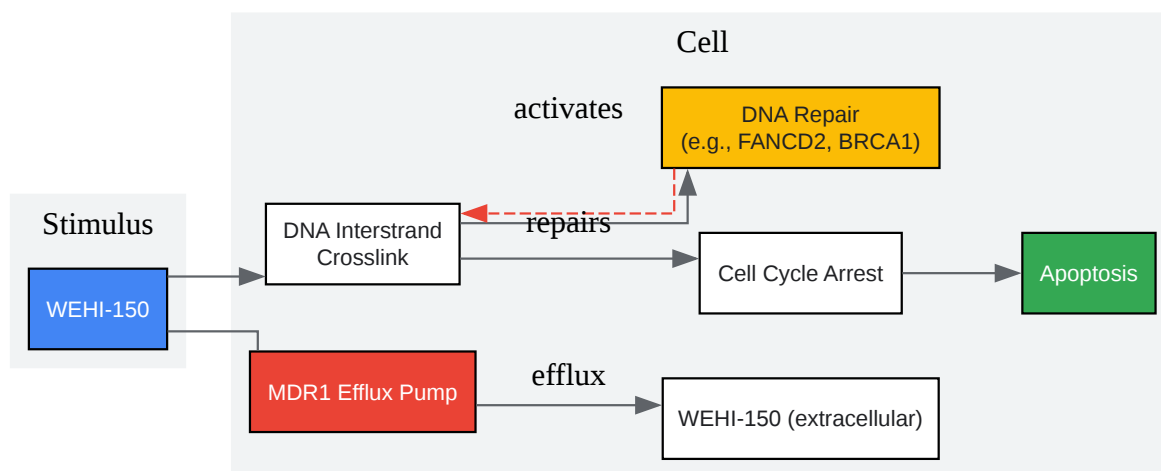 Cell
activates
DNA Repair
(e.g., FANCD2, BRCA1)
Stimulus
DNA Interstrand
Crosslink
repairs
WEHI-150
Cell Cycle Arrest
Apoptosis
MDR1 Efflux Pump
efflux
WEHI-150 (extracellular)